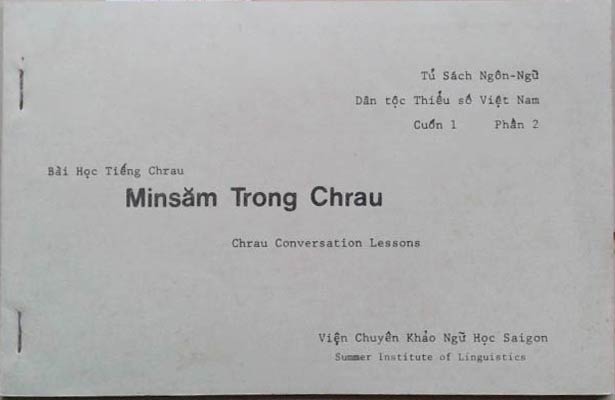 Tủ Sách Ngôn-Ngữ
Dân tộc Thiểu số Việt Nam
Cuốn 1 Phần 2
Bài Học Tiếng Chrau
Minsăm Trong Chrau
Chrau Conversation Lessons
Viện Chuyên Khảo Ngữ Học Saigon
Summer Institute of Linguistics